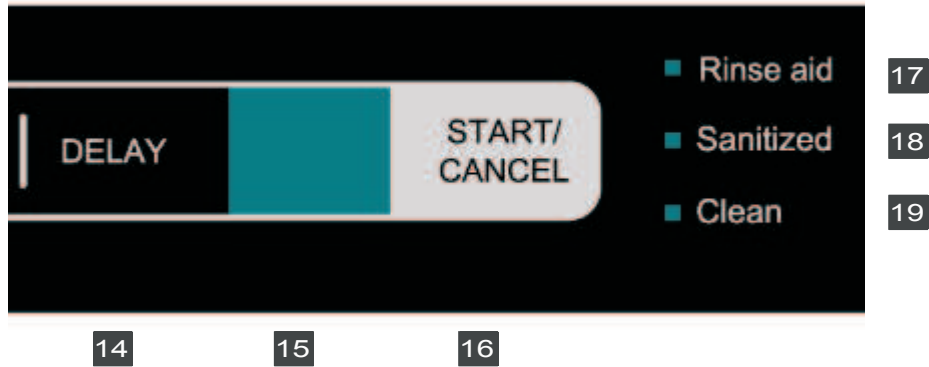 Rinse aid
17
DELAY
START/
CANCEL
Sanitized
18
Clean
19
14
15
16